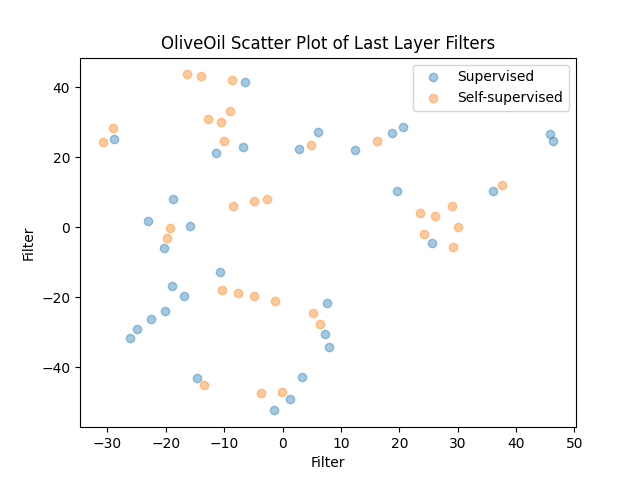 OliveOil Scatter Plot of Last Layer Filters
Supervised
Self-supervised
40
20
0
−20
−40
Filter
−30
−20
−10
0
10
20
30
40
50
Filter